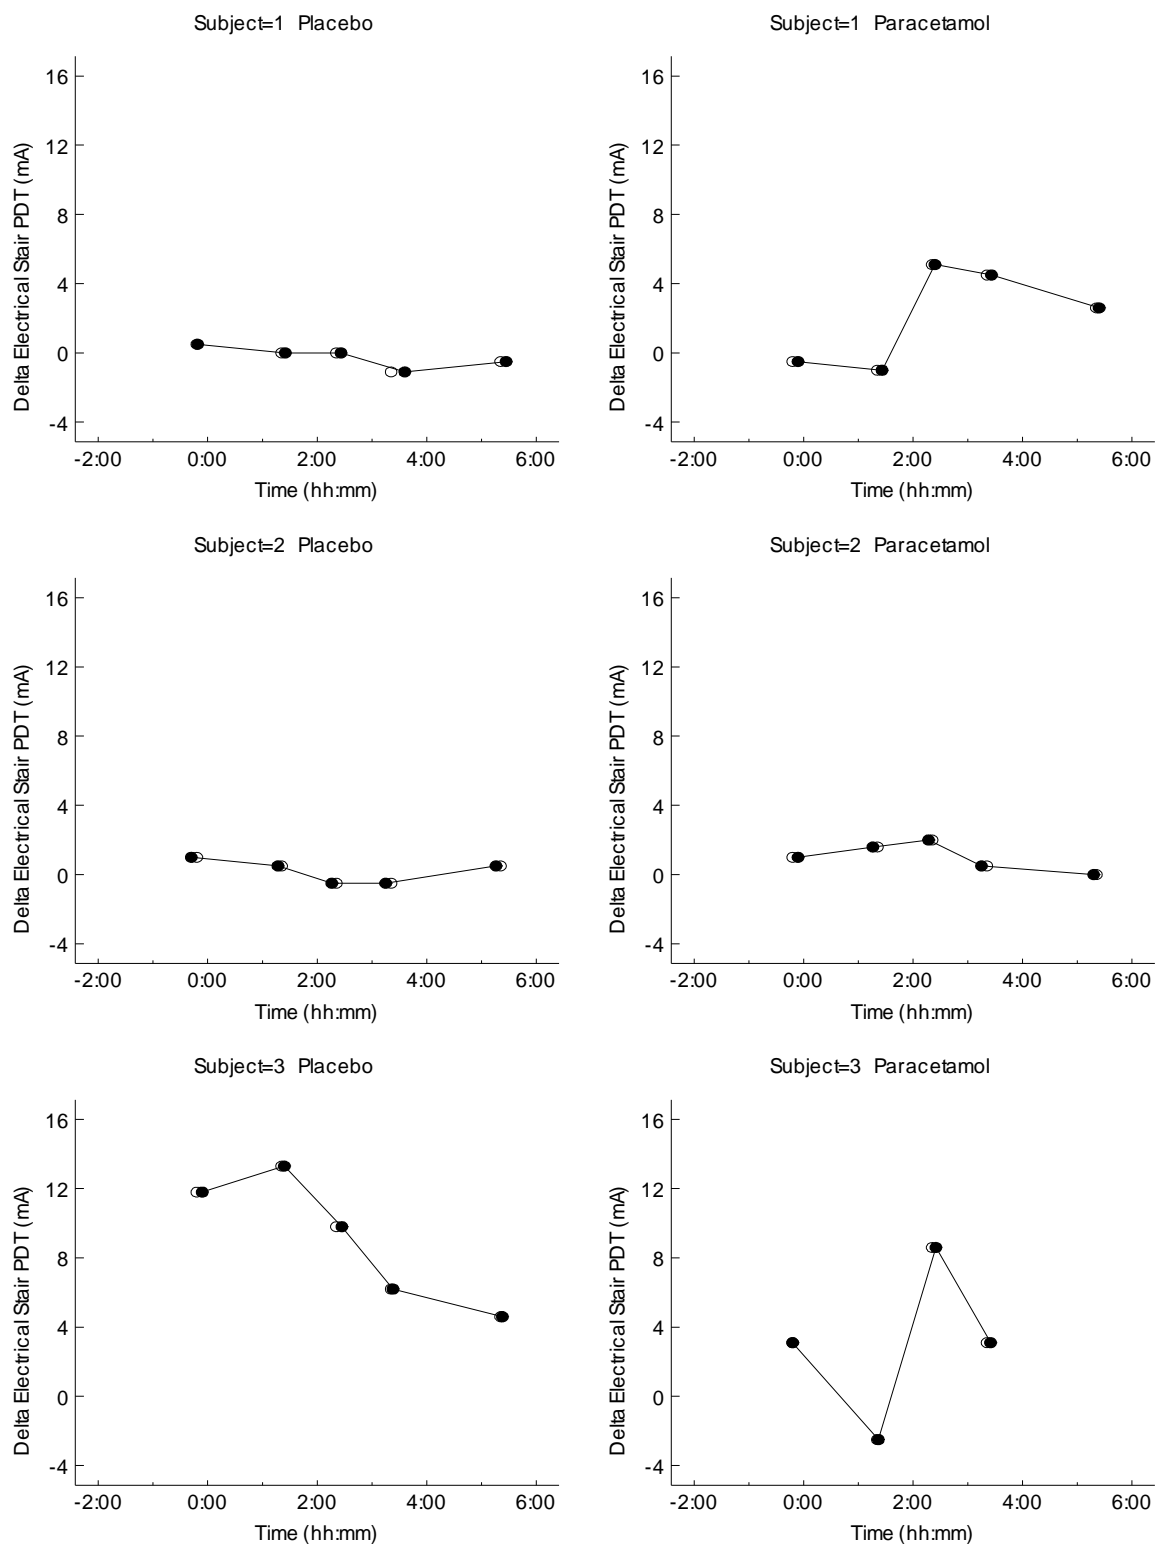 Subject=1 Placebo
Delta Electrical Stair PDT (mA)
16
12
8
4
0
-4
-2:00 0:00 2:00 4:00 6:00
Time (hh:mm)
Subject=1 Paracetamol
Delta Electrical Stair PDT (mA)
16
12
8
4
0
-4
-2:00 0:00 2:00 4:00 6:00
Time (hh:mm)
Subject=2 Placebo
Delta Electrical Stair PDT (mA)
16
12
8
4
0
-4
-2:00 0:00 2:00 4:00 6:00
Time (hh:mm)
Subject=2 Paracetamol
Delta Electrical Stair PDT (mA)
16
12
8
4
0
-4
-2:00 0:00 2:00 4:00 6:00
Time (hh:mm)
Subject=3 Placebo
Delta Electrical Stair PDT (mA)
16
12
8
4
0
-4
-2:00 0:00 2:00 4:00 6:00
Time (hh:mm)
Subject=3 Paracetamol
Delta Electrical Stair PDT (mA)
16
12
8
4
0
-4
-2:00 0:00 2:00 4:00 6:00
Time (hh:mm)